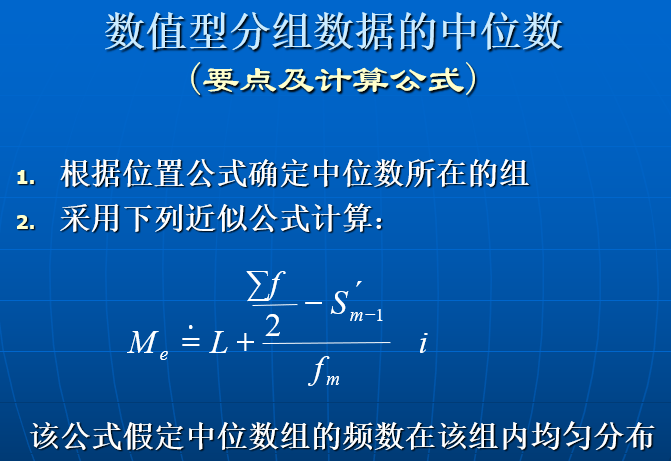 数值型分组数据的中位数
(要点及计算公式)
1. 根据位置公式确定中位数所在的组
2. 采用下列近似公式计算:
M_e ≐ L + \frac{\frac{∑f}{2} − S′_{m−1}}{f_m} i
该公式假定中位数组的频数在该组内均匀分布